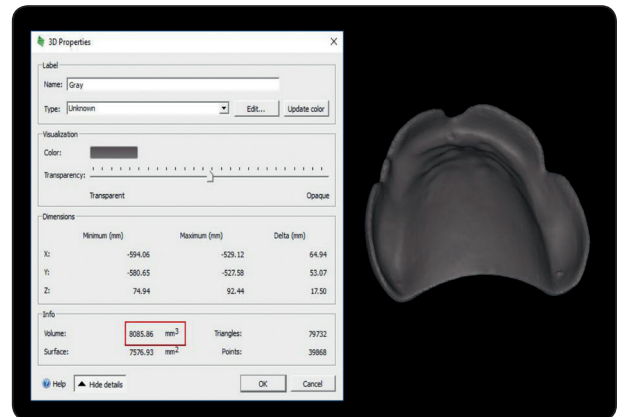 3D Properties
Label
Name: Gray
Type: Unknown Edit... Update color
Visualization
Color:
Transparency:
Transparent Opaque
Dimensions
Minimum (mm) Maximum (mm) Delta (mm)
X: -594.06 -529.12 64.94
Y: -580.65 -527.58 53.07
Z: 74.94 92.44 17.50
Info
Volume: 8085.86 mm3 Triangles: 79732
Surface: 7576.93 mm2 Points: 39868
Help Hide details OK Cancel